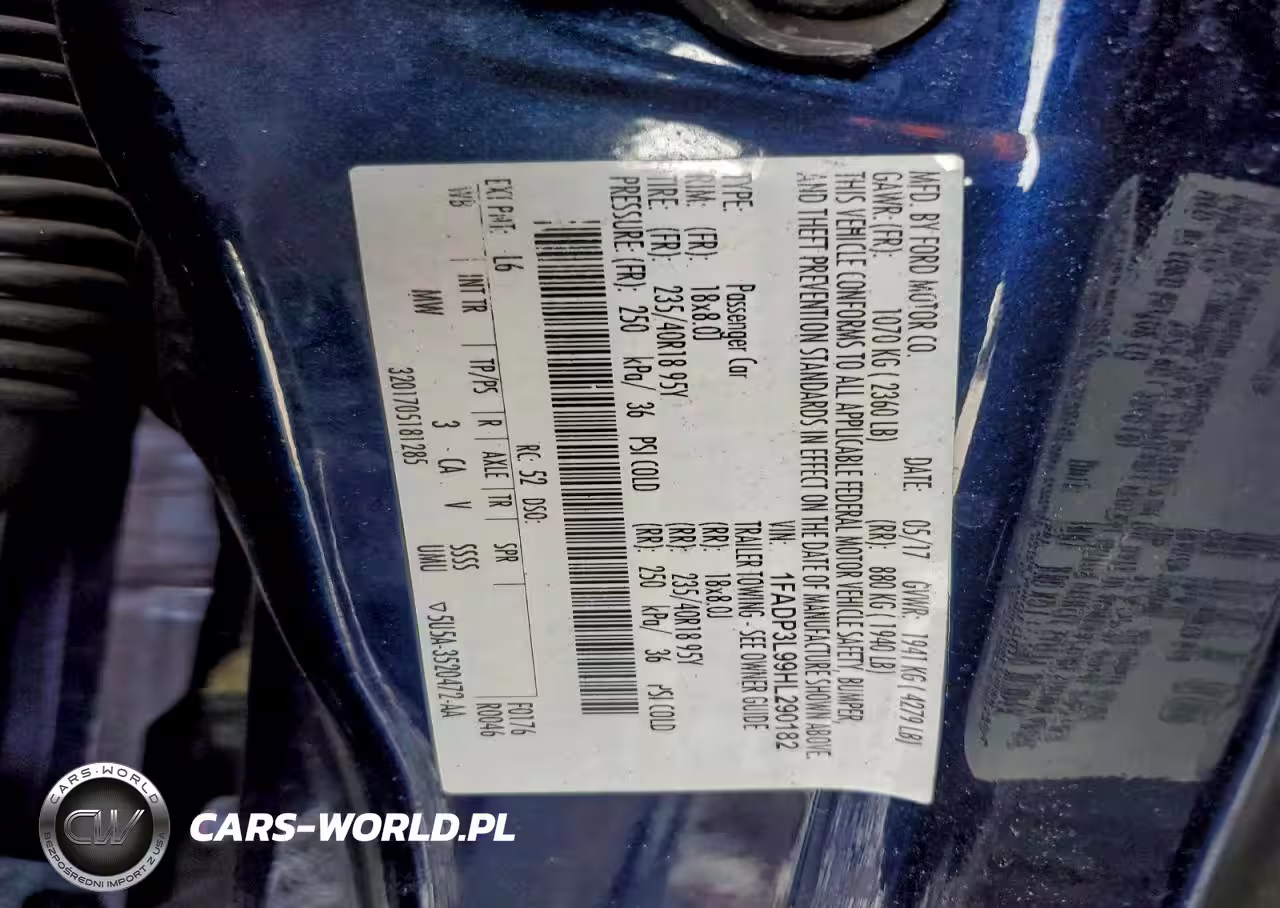 MFD. BY FORD MOTOR CO. DATE: 05/17 GVWR: 1941 KG ( 4279 LB)
GAWR: (FR): 1070 KG ( 2360 LB) (RR): 880 KG ( 1940 LB)
THIS VEHICLE CONFORMS TO ALL APPLICABLE FEDERAL MOTOR VEHICLE SAFETY, BUMPER,
AND THEFT PREVENTION STANDARDS IN EFFECT ON THE DATE OF MANUFACTURE SHOWN ABOVE.
VIN: 1FADP3L99HL290182
TYPE: Passenger Car TRAILER TOWING - SEE OWNER GUIDE
RIM: (FR): 18x8.0J (RR): 18x8.0J
TIRE: (FR) 235/40R18 95Y (RR): 235/40R18 95Y
PRESSURE: (FR): 250 kPa/ 36 PSI COLD (RR): 250 kPa/ 36 PSI COLD
RC: 52 DSO:
EXT PNT: L6 F0176
R0046
WB INT TR TP/PS R AXLE TR SPR
MW 3 CA V SSSS
3201705181285 UMU ▽5U5A-3520472-AA
CARS-WORLD
CW
BEZPOŚREDNI IMPORT Z USA
CARS-WORLD.PL